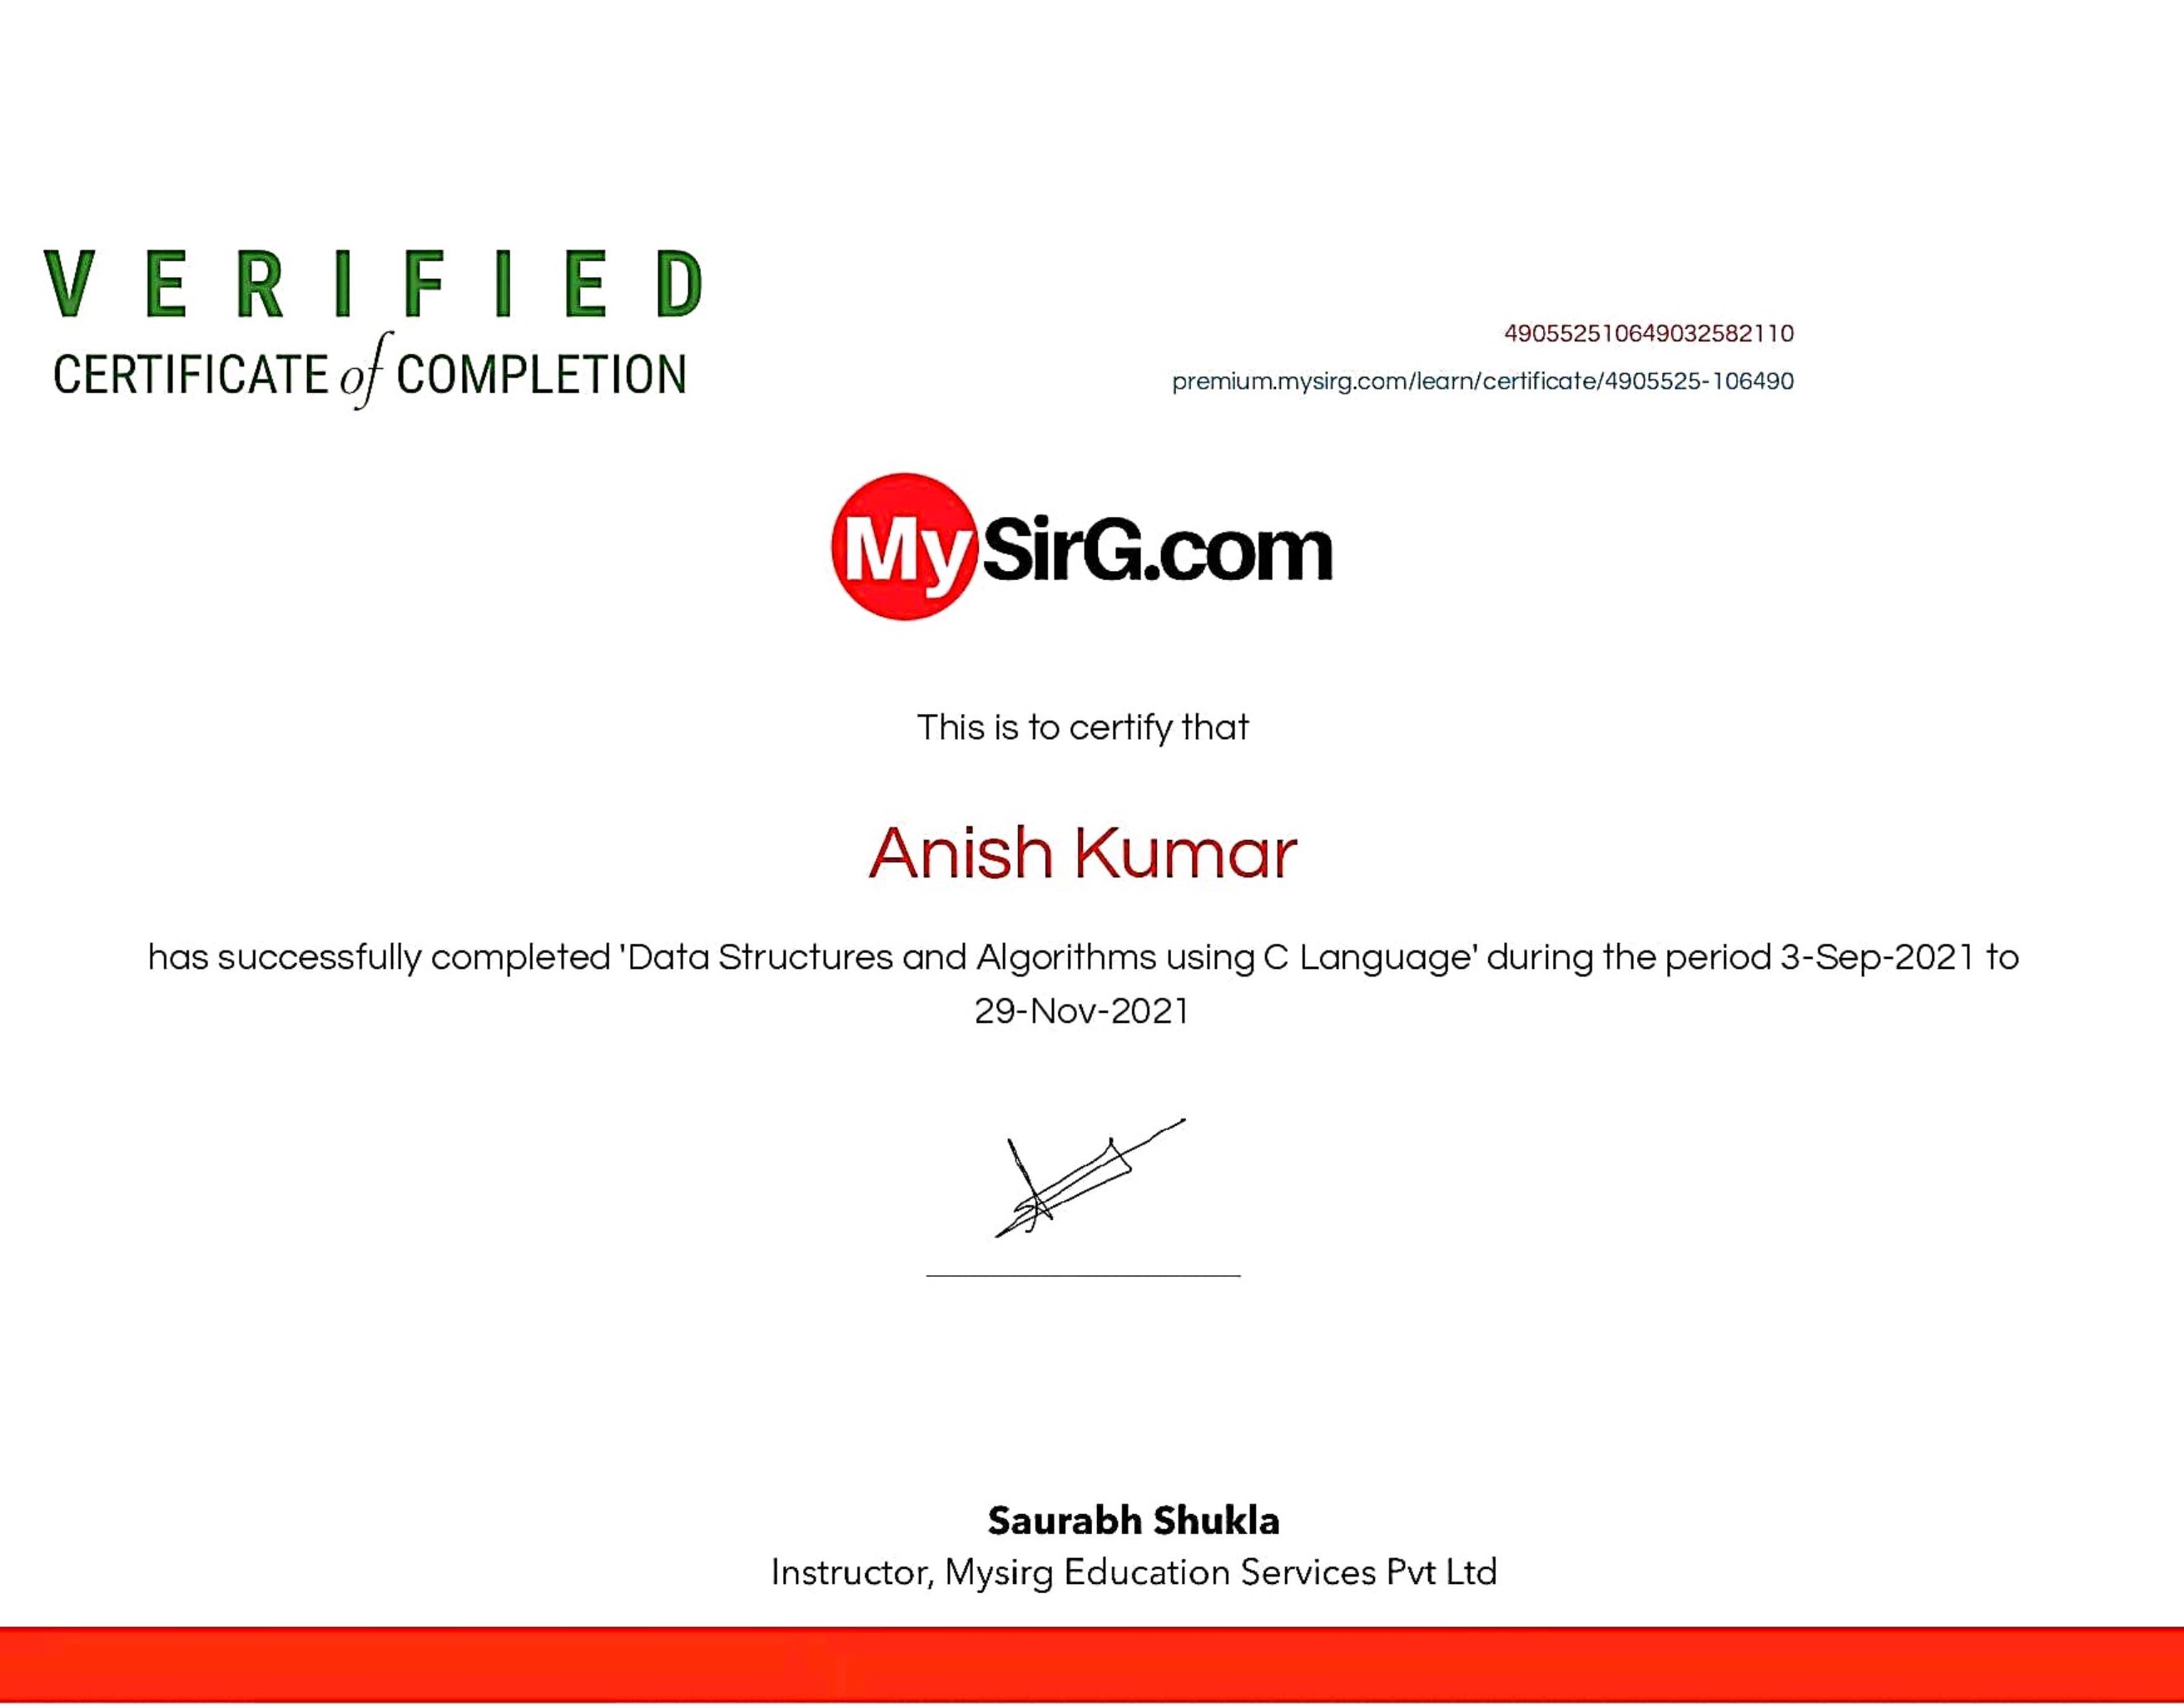 VERIFIED
CERTIFICATE of COMPLETION
490552510649032582110
premium.mysirg.com/learn/certificate/4905525-106490
MySirG.com
This is to certify that
Anish Kumar
has successfully completed 'Data Structures and Algorithms using C Language' during the period 3-Sep-2021 to
29-Nov-2021
Saurabh Shukla
Instructor, Mysirg Education Services Pvt Ltd